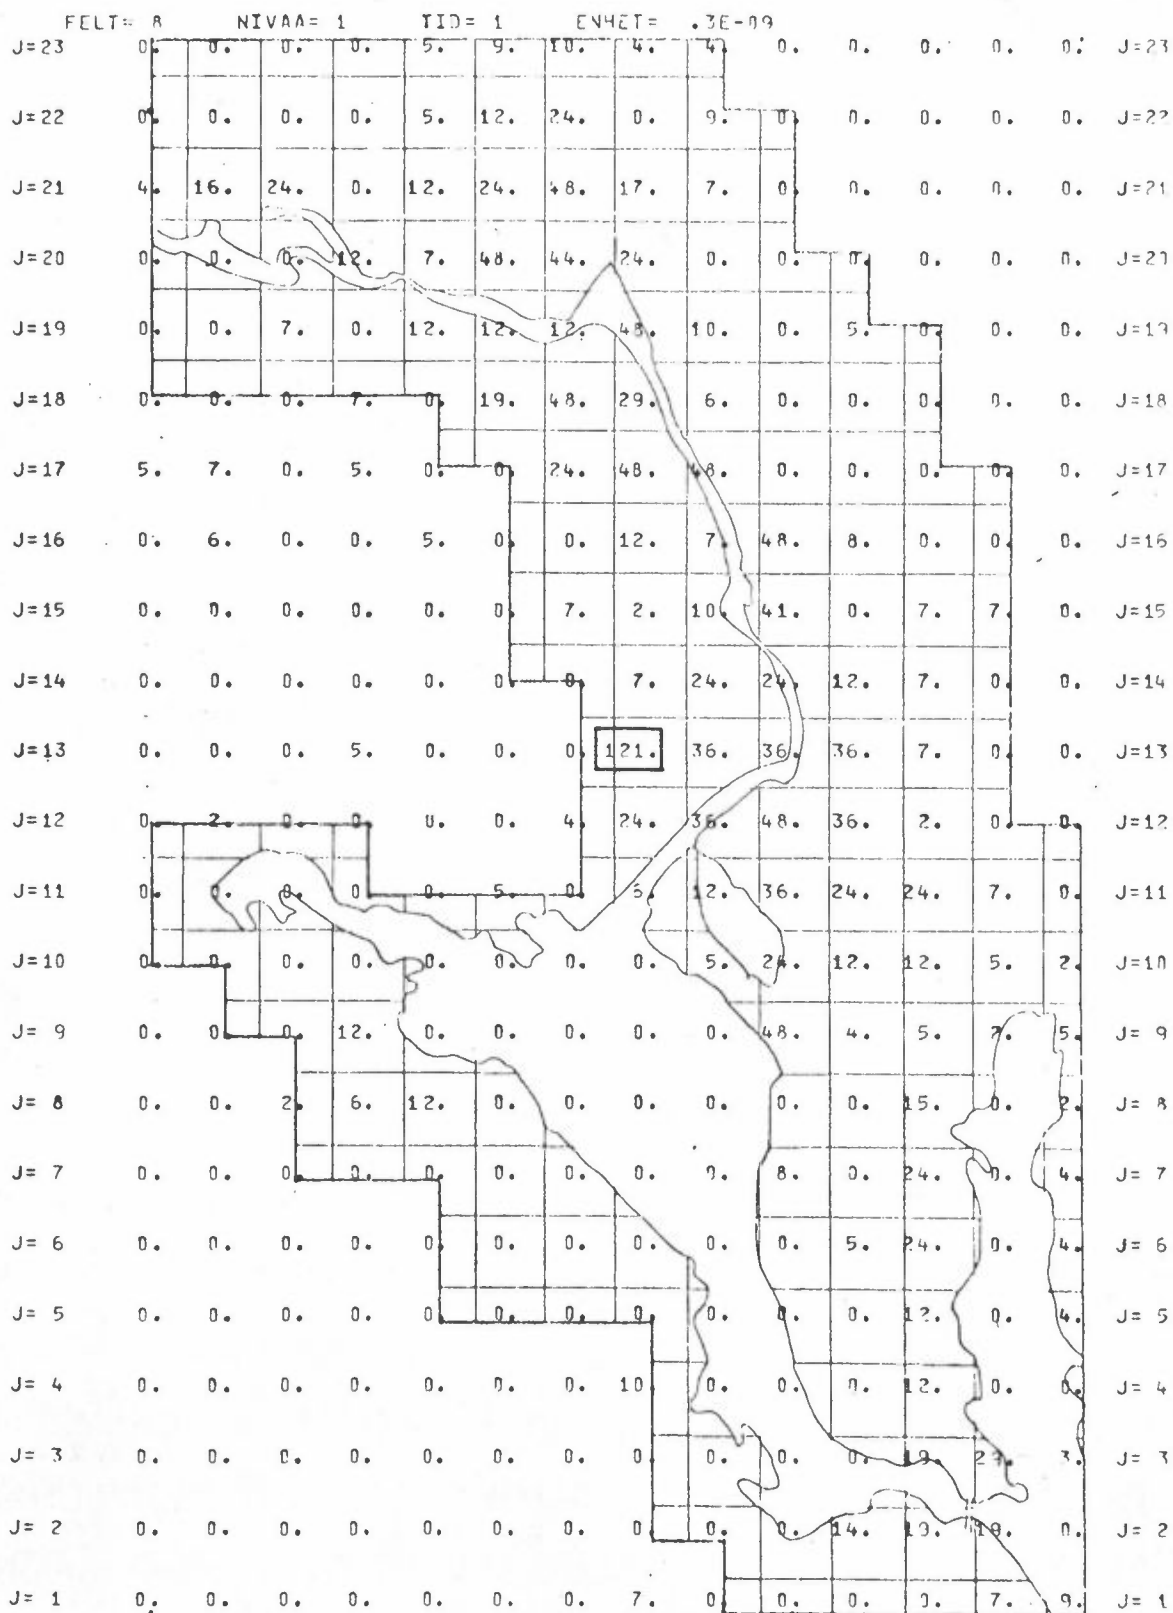 FELT= 8 NIVAA= 1 TID= 1 ENHET= .3E-09
J=23 0. 0. 0. 0. 5. 9. 10. 4. 4. 0. 0. 0. 0. 0. J=23
J=22 0. 0. 0. 0. 5. 12. 24. 0. 9. 0. 0. 0. 0. 0. J=22
J=21 4. 16. 24. 0. 12. 24. 48. 17. 7. 0. 0. 0. 0. 0. J=21
J=20 0. 0. 0. 12. 7. 48. 44. 24. 0. 0. 0. 0. 0. 0. J=20
J=19 0. 0. 7. 0. 12. 12. 12. 48. 10. 0. 5. 0. 0. 0. J=19
J=18 0. 0. 0. 7. 0. 19. 48. 29. 6. 0. 0. 0. 0. 0. J=18
J=17 5. 7. 0. 5. 0. 0. 24. 48. 48. 0. 0. 0. 0. 0. J=17
J=16 0. 6. 0. 0. 5. 0. 0. 12. 7. 48. 8. 0. 0. 0. J=16
J=15 0. 0. 0. 0. 0. 0. 7. 2. 10. 41. 0. 7. 7. 0. J=15
J=14 0. 0. 0. 0. 0. 0. 0. 7. 24. 24. 12. 7. 0. 0. J=14
J=13 0. 0. 0. 5. 0. 0. 0. 121. 36. 36. 36. 7. 0. 0. J=13
J=12 0. 2. 0. 0. 0. 0. 4. 24. 36. 48. 36. 2. 0. 0. J=12
J=11 0. 0. 0. 0. 0. 5. 0. 6. 12. 36. 24. 24. 7. 0. J=11
J=10 0. 0. 0. 0. 0. 0. 0. 0. 5. 24. 12. 12. 5. 2. J=10
J= 9 0. 0. 0. 12. 0. 0. 0. 0. 0. 48. 4. 5. 2. 5. J= 9
J= 8 0. 0. 2. 6. 12. 0. 0. 0. 0. 0. 0. 15. 0. 2. J= 8
J= 7 0. 0. 0. 0. 0. 0. 0. 0. 0. 8. 0. 24. 0. 4. J= 7
J= 6 0. 0. 0. 0. 0. 0. 0. 0. 0. 0. 5. 24. 0. 4. J= 6
J= 5 0. 0. 0. 0. 0. 0. 0. 0. 0. 0. 0. 12. 0. 4. J= 5
J= 4 0. 0. 0. 0. 0. 0. 0. 10. 0. 0. 0. 12. 0. 0. J= 4
J= 3 0. 0. 0. 0. 0. 0. 0. 0. 0. 0. 0. 19. 3. J= 3
J= 2 0. 0. 0. 0. 0. 0. 0. 0. 0. 0. 14. 19. 19. 0. J= 2
J= 1 0. 0. 0. 0. 0. 0. 0. 7. 0. 0. 0. 0. 7. 9. J= 1